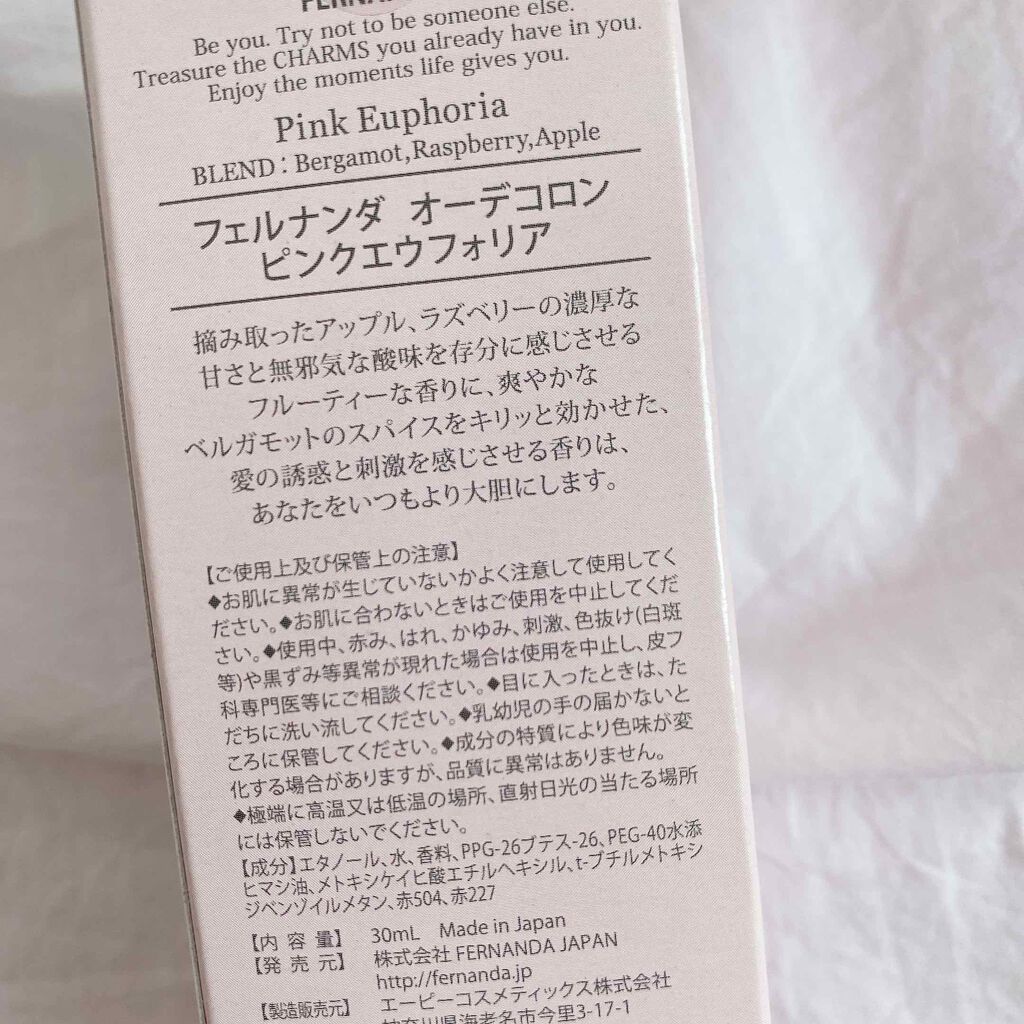 Be you. Try not to be someone else.
Treasure the CHARMS you already have in you.
Enjoy the moments life gives you.
Pink Euphoria
BLEND : Bergamot,Raspberry,Apple
フェルナンダ オーデコロン
ピンクエウフォリア
摘み取ったアップル、ラズベリーの濃厚な
甘さと無邪気な酸味を存分に感じさせる
フルーティーな香りに、爽やかな
ベルガモットのスパイスをキリッと効かせた、
愛の誘惑と刺激を感じさせる香りは、
あなたをいつもより大胆にします。
【ご使用上及び保管上の注意】
◆お肌に異常が生じていないかよく注意して使用してく
ださい。◆お肌に合わないときはご使用を中止してくだ
さい。◆使用中、赤み、はれ、かゆみ、刺激、色抜け(白斑
等)や黒ずみ等異常が現れた場合は使用を中止し、皮フ
科専門医等にご相談ください。◆目に入ったときは、た
だちに洗い流してください。◆乳幼児の手の届かないと
ころに保管してください。◆成分の特質により色味が変
化する場合がありますが、品質に異常はありません。
◆極端に高温又は低温の場所、直射日光の当たる場所
には保管しないでください。
【成分】エタノール、水、香料、PPG-26ブテス-26、PEG-40水添
ヒマシ油、メトキシケイヒ酸エチルヘキシル、t-ブチルメトキシ
ジベンゾイルメタン、赤504、赤227
【内 容 量】 30mL Made in Japan
【発 売 元】 株式会社 FERNANDA JAPAN
http://fernanda.jp
【製造販売元】 エーピーコスメティックス株式会社
神奈川県海老名市今里3-17-1